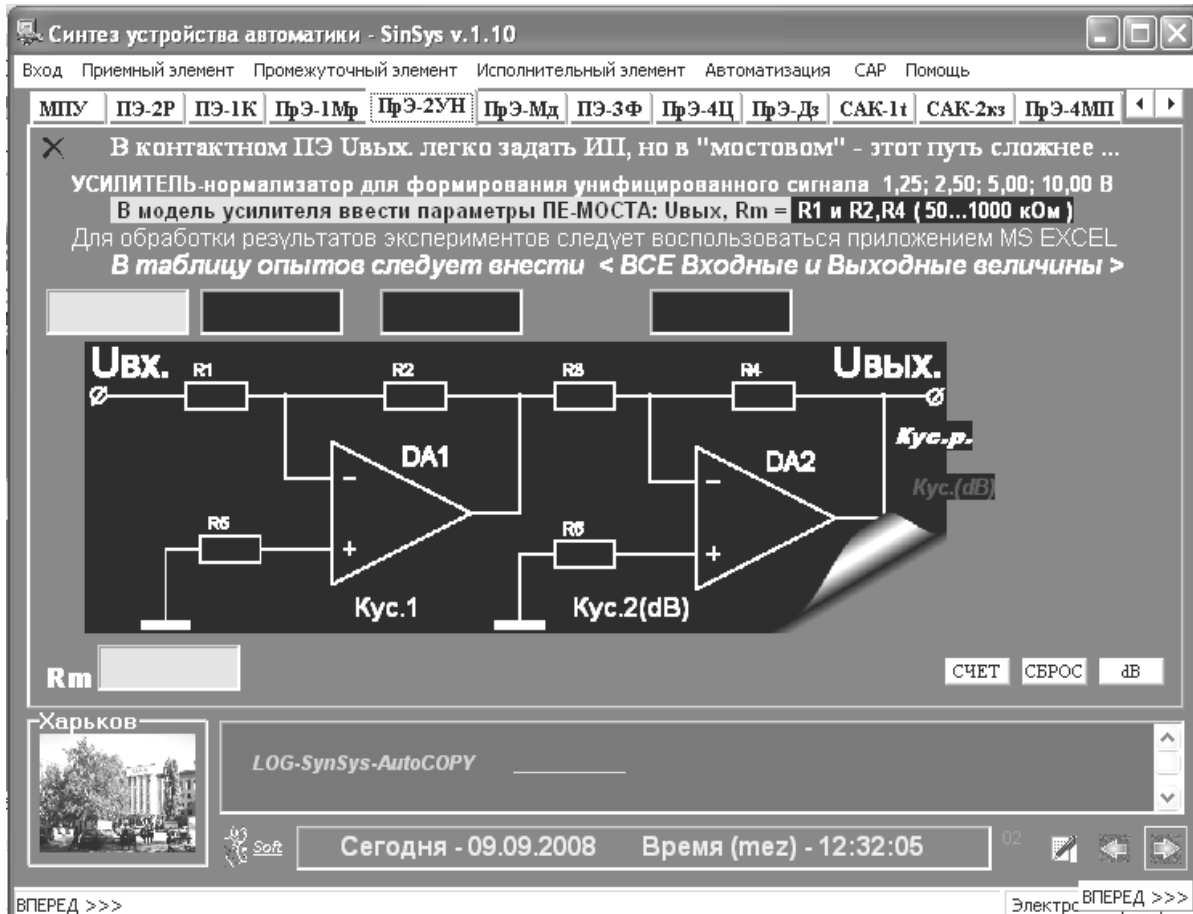 Синтез устройства автоматики - SinSys v.1.10
Вход Приемный элемент Промежуточный элемент Исполнительный элемент Автоматизация САР Помощь
МПУ ПЭ-2Р ПЭ-1К ПрЭ-1Мр ПрЭ-2УН ПрЭ-Мд ПЭ-3Ф ПрЭ-4Ц ПрЭ-Дз САК-1t САК-2кз ПрЭ-4МП
В контактном ПЭ Uвых. легко задать ИП, но в "мостовом" - этот путь сложнее ...
УСИЛИТЕЛЬ-нормализатор для формирования унифицированного сигнала 1,25; 2,50; 5,00; 10,00 В
В модель усилителя ввести параметры ПЕ-МОСТА: Uвых, Rm = R1 и R2,R4 ( 50...1000 кОм )
Для обработки результатов экспериментов следует воспользоваться приложением MS EXCEL
В таблицу опытов следует внести < ВСЕ Входные и Выходные величины >
Uвх. R1 R2 R3 R4 Uвых.
Кус.р.
DA1 DA2
Кус.(dB)
R5 R6
Кус.1 Кус.2(dB)
Rm
СЧЕТ СБРОС dB
Харьков
LOG-SynSys-AutoCOPY
Soft Сегодня - 09.09.2008 Время (mez) - 12:32:05 02
ВПЕРЕД >>> Электро ВПЕРЕД >>>